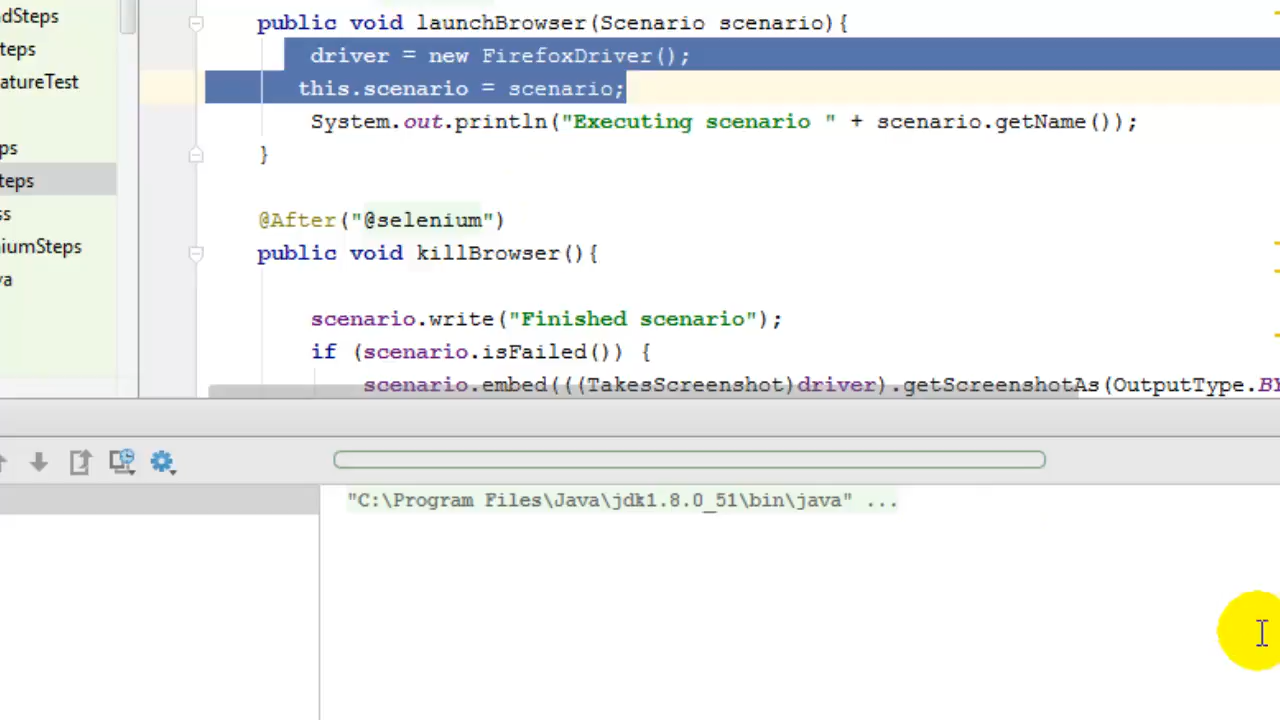 public void launchBrowser(Scenario scenario){
driver = new FirefoxDriver();
this.scenario = scenario;
System.out.println("Executing scenario " + scenario.getName());
}
@After("@selenium")
public void killBrowser(){
scenario.write("Finished scenario");
if (scenario.isFailed()) {
scenario.embed(((TakesScreenshot)driver).getScreenshotAs(OutputType.BY
dSteps
teps
atureTest
ps
teps
s
iumSteps
va
"C:\Program Files\Java\jdk1.8.0_51\bin\java" ...